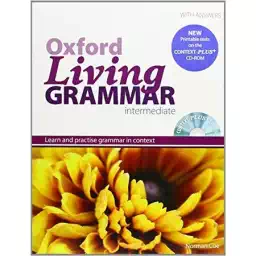 WITH ANSWERS
NEW
Printable tests
on the
CONTEXT-PLUS+
CD-ROM
Oxford
Living
GRAMMAR
intermediate
Learn and practise grammar in context
Norman Coe